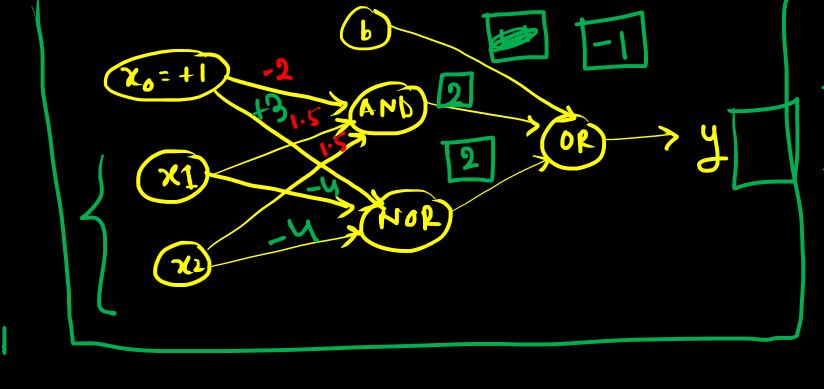 b
-1
x₀ = +1
-2
+3
1.5
AND
2
1.5
OR
y
x1
-4
2
NOR
x2
-4